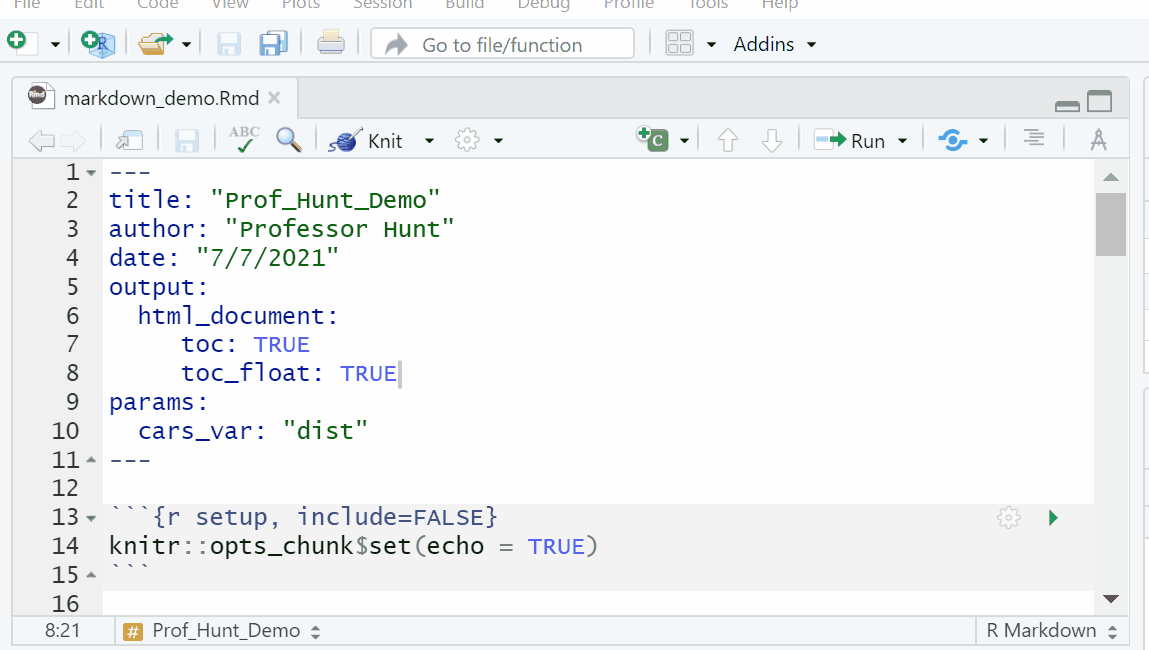 File Edit Code View Plots Session Build Debug Profile Tools Help
R Go to file/function Addins
Rmd markdown_demo.Rmd
ABC Knit C Run
1 ---
2 title: "Prof_Hunt_Demo"
3 author: "Professor Hunt"
4 date: "7/7/2021"
5 output:
6   html_document:
7      toc: TRUE
8      toc_float: TRUE
9 params:
10   cars_var: "dist"
11 ---
12
13 ```{r setup, include=FALSE}
14 knitr::opts_chunk$set(echo = TRUE)
15 ```
16
8:21 # Prof_Hunt_Demo R Markdown